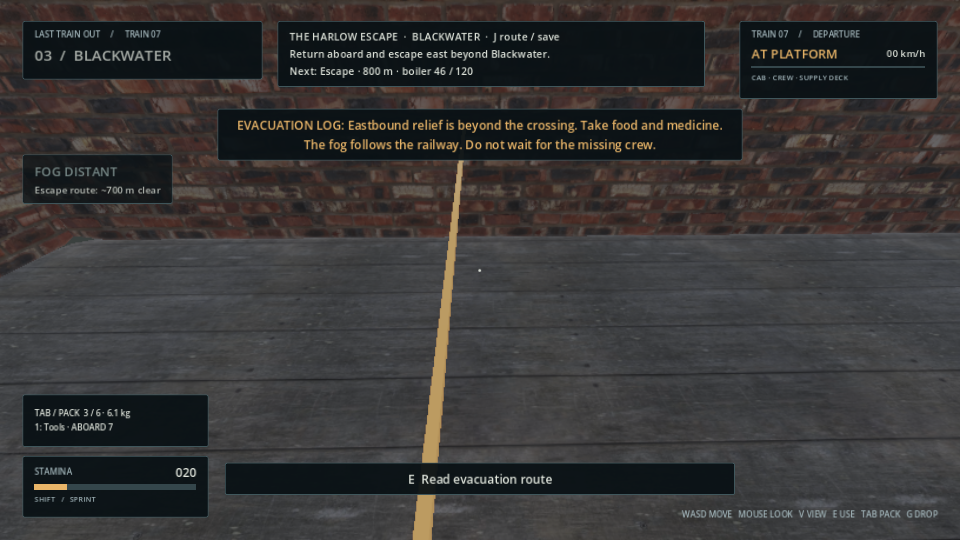 LAST TRAIN OUT / TRAIN 07
03 / BLACKWATER
THE HARLOW ESCAPE · BLACKWATER · J route / save
Return aboard and escape east beyond Blackwater.
Next: Escape · 800 m · boiler 46 / 120
TRAIN 07 / DEPARTURE
AT PLATFORM 00 km/h
CAB · CREW · SUPPLY DECK
EVACUATION LOG: Eastbound relief is beyond the crossing. Take food and medicine.
The fog follows the railway. Do not wait for the missing crew.
FOG DISTANT
Escape route: ~700 m clear
TAB / PACK 3 / 6 · 6.1 kg
1: Tools · ABOARD 7
STAMINA 020
SHIFT / SPRINT
E Read evacuation route
WASD MOVE MOUSE LOOK V VIEW E USE TAB PACK G DROP